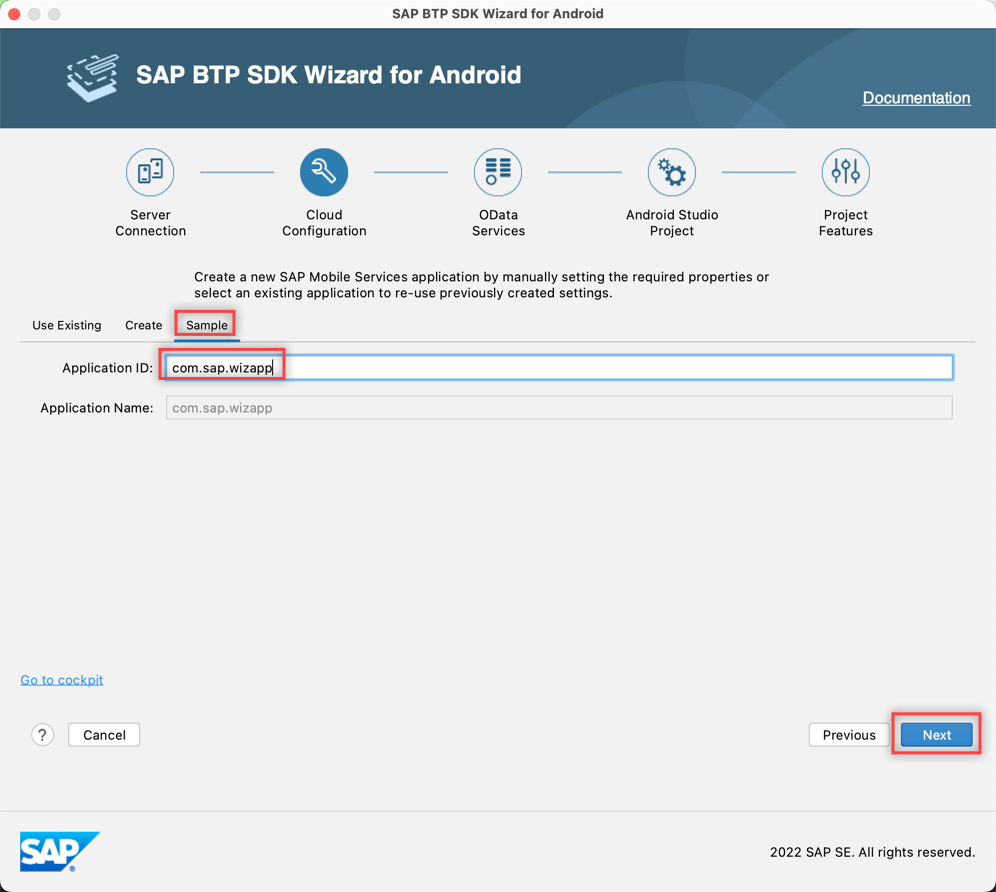 SAP BTP SDK Wizard for Android
SAP BTP SDK Wizard for Android
Documentation
Server
Connection
Cloud
Configuration
OData
Services
Android Studio
Project
Project
Features
Create a new SAP Mobile Services application by manually setting the required properties or
select an existing application to re-use previously created settings.
Use Existing Create Sample
Application ID: com.sap.wizapp
Application Name: com.sap.wizapp
Go to cockpit
? Cancel Previous Next
SAP ®
2022 SAP SE. All rights reserved.